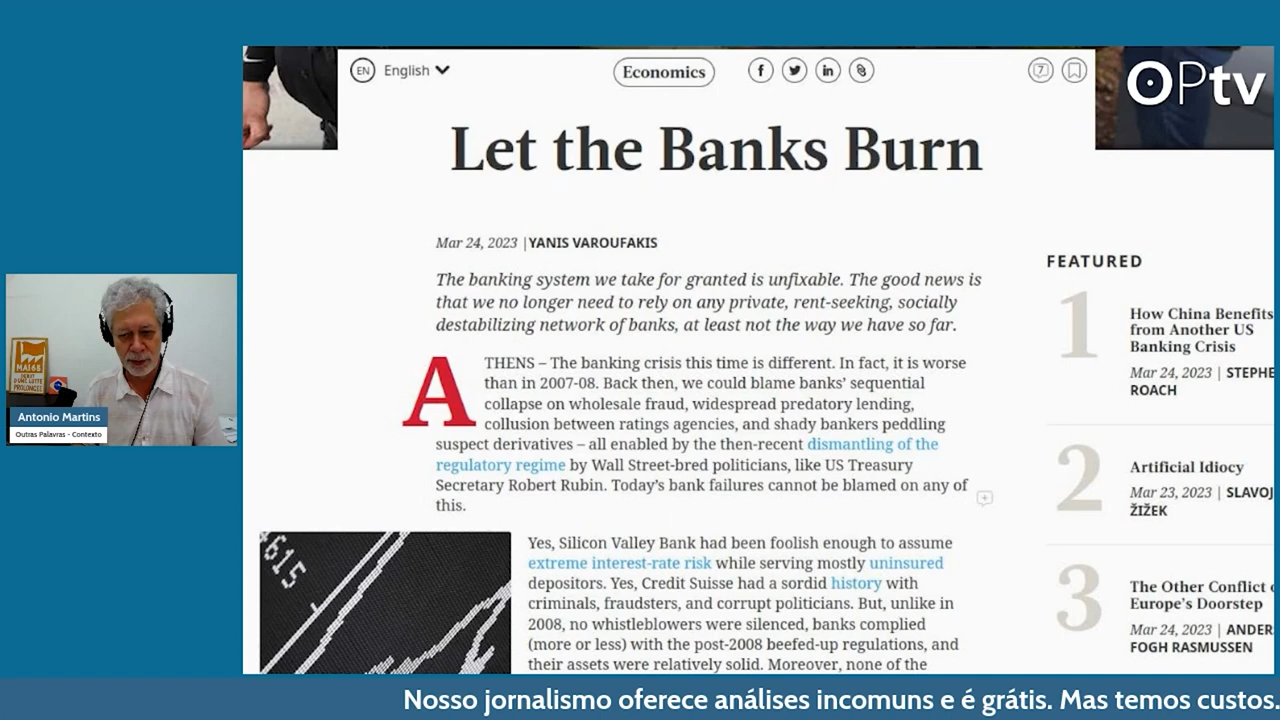 EN English
Economics
7
OPtv
Let the Banks Burn
Mar 24, 2023 | YANIS VAROUFAKIS
The banking system we take for granted is unfixable. The good news is
that we no longer need to rely on any private, rent-seeking, socially
destabilizing network of banks, at least not the way we have so far.
ATHENS – The banking crisis this time is different. In fact, it is worse
than in 2007-08. Back then, we could blame banks’ sequential
collapse on wholesale fraud, widespread predatory lending,
collusion between ratings agencies, and shady bankers peddling
suspect derivatives – all enabled by the then-recent dismantling of the
regulatory regime by Wall Street-bred politicians, like US Treasury
Secretary Robert Rubin. Today’s bank failures cannot be blamed on any of
this.
615
Yes, Silicon Valley Bank had been foolish enough to assume
extreme interest-rate risk while serving mostly uninsured
depositors. Yes, Credit Suisse had a sordid history with
criminals, fraudsters, and corrupt politicians. But, unlike in
2008, no whistleblowers were silenced, banks complied
(more or less) with the post-2008 beefed-up regulations, and
their assets were relatively solid. Moreover, none of the
FEATURED
1
How China Benefits
from Another US
Banking Crisis
Mar 24, 2023 | STEPHE
ROACH
2
Artificial Idiocy
Mar 23, 2023 | SLAVOJ
ŽIŽEK
3
The Other Conflict o
Europe's Doorstep
Mar 24, 2023 | ANDER
FOGH RASMUSSEN
MAI 68
DEBUT
D'UNE LUTTE
PROLONGEE
Antonio Martins
Outras Palavras - Contexto
Nosso jornalismo oferece análises incomuns e é grátis. Mas temos custos.